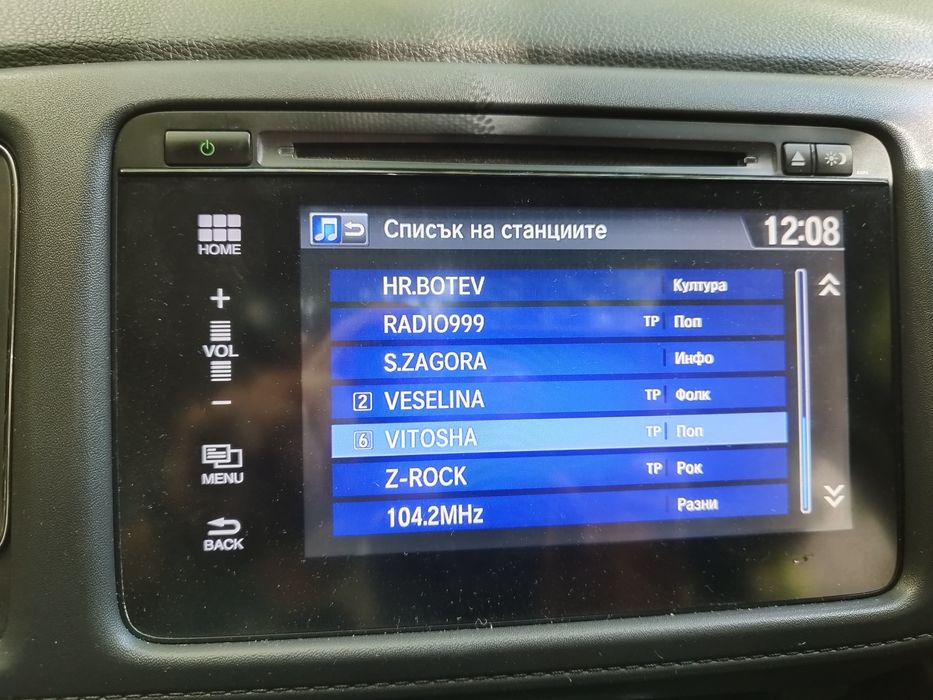 HOME
+
VOL
−
MENU
BACK
Списък на станциите 12:08
HR.BOTEV Култура
RADIO999 TP Поп
S.ZAGORA Инфо
2 VESELINA TP Фолк
6 VITOSHA TP Поп
Z-ROCK TP Рок
104.2MHz Разни